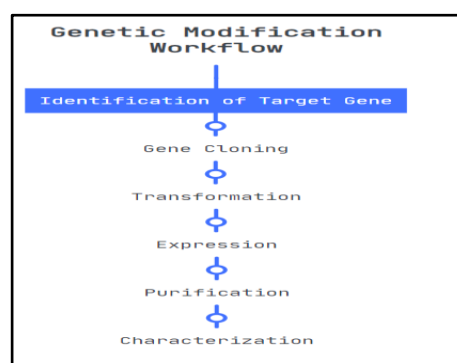 Genetic Modification
Workflow
Identification of Target Gene
Gene Cloning
Transformation
Expression
Purification
Characterization